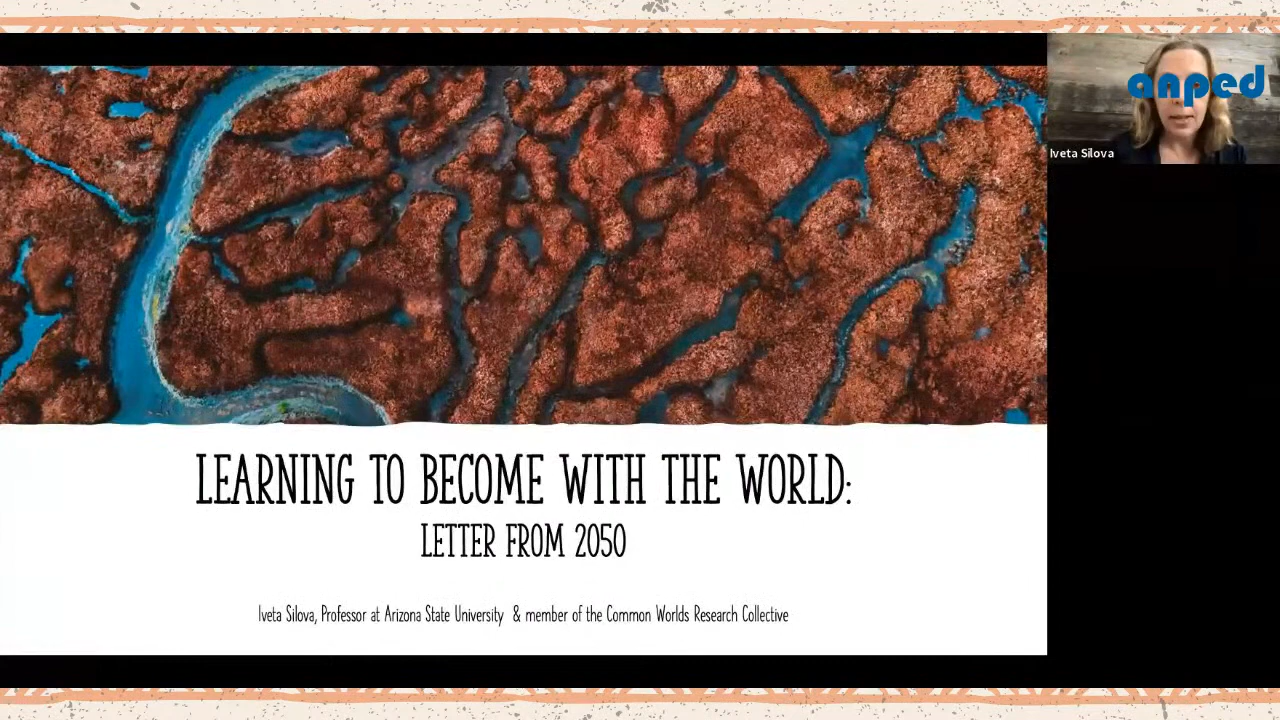 anped
Iveta Silova
LEARNING TO BECOME WITH THE WORLD:
LETTER FROM 2050
Iveta Silova, Professor at Arizona State University & member of the Common Worlds Research Collective